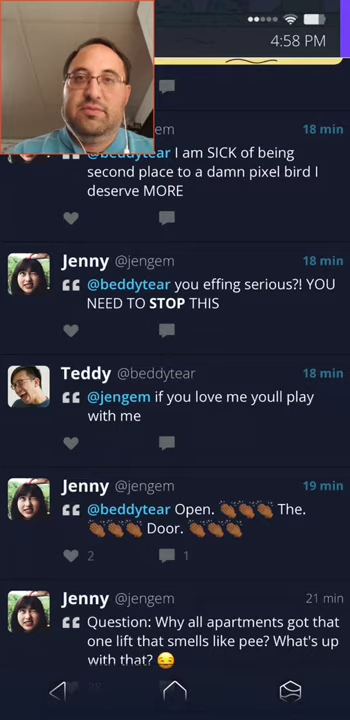 4:58 PM
em
18 min
@beddytear I am SICK of being
second place to a damn pixel bird I
deserve MORE
Jenny @jengem
18 min
@beddytear you effing serious?! YOU
NEED TO STOP THIS
Teddy @beddytear
18 min
@jengem if you love me youll play
with me
Jenny @jengem
19 min
@beddytear Open. 👏🏾👏🏾👏🏾 The.
👏🏾👏🏾👏🏾 Door. 👏🏾👏🏾👏🏾
2
1
Jenny @jengem
21 min
Question: Why all apartments got that
one lift that smells like pee? What's up
with that? 😒